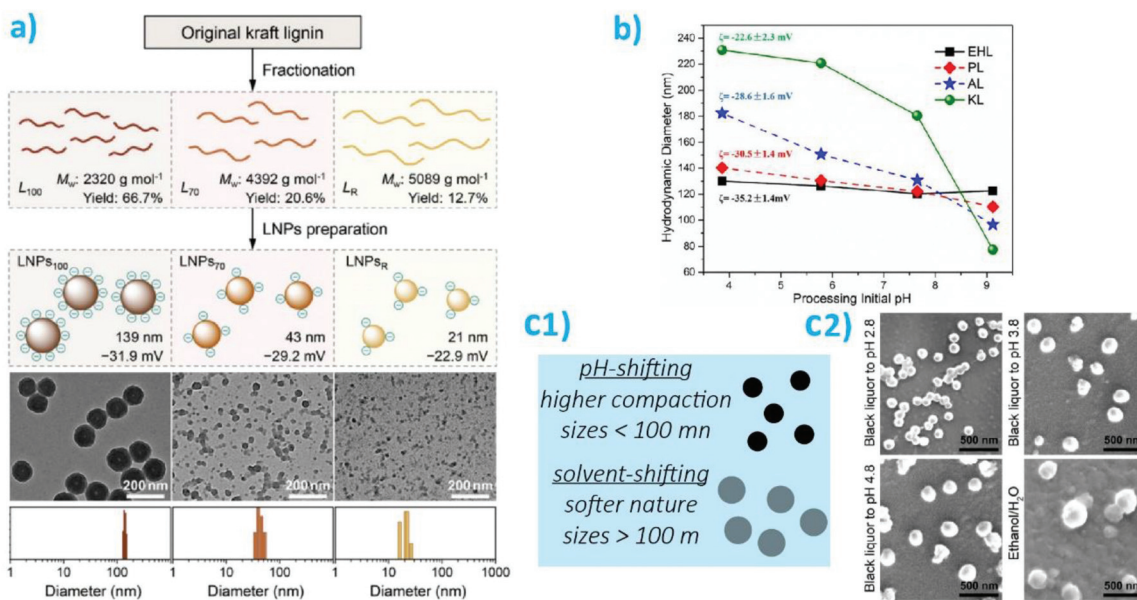 a)
Original kraft lignin
Fractionation
L100 Mw: 2320 g mol⁻¹
Yield: 66.7%
L70 Mw: 4392 g mol⁻¹
Yield: 20.6%
LR Mw: 5089 g mol⁻¹
Yield: 12.7%
LNPs preparation
LNPs100
139 nm
−31.9 mV
LNPs70
43 nm
−29.2 mV
LNPsR
21 nm
−22.9 mV
200 nm
200 nm
200 nm
1 10 100
Diameter (nm)
1 10 100
Diameter (nm)
1 10 100 1000
Diameter (nm)
b)
Hydrodynamic Diameter (nm)
240
220
200
180
160
140
120
100
80
60
ζ= -22.6±2.3 mV
ζ= -28.6±1.6 mV
ζ= -30.5±1.4 mV
ζ= -35.2±1.4mV
EHL
PL
AL
KL
4 5 6 7 8 9
Processing Initial pH
c1)
pH-shifting
higher compaction
sizes < 100 mn
solvent-shifting
softer nature
sizes > 100 m
c2)
Black liquor to pH 2.8
500 nm
Black liquor to pH 3.8
500 nm
Black liquor to pH 4.8
500 nm
Ethanol/H₂O
500 nm